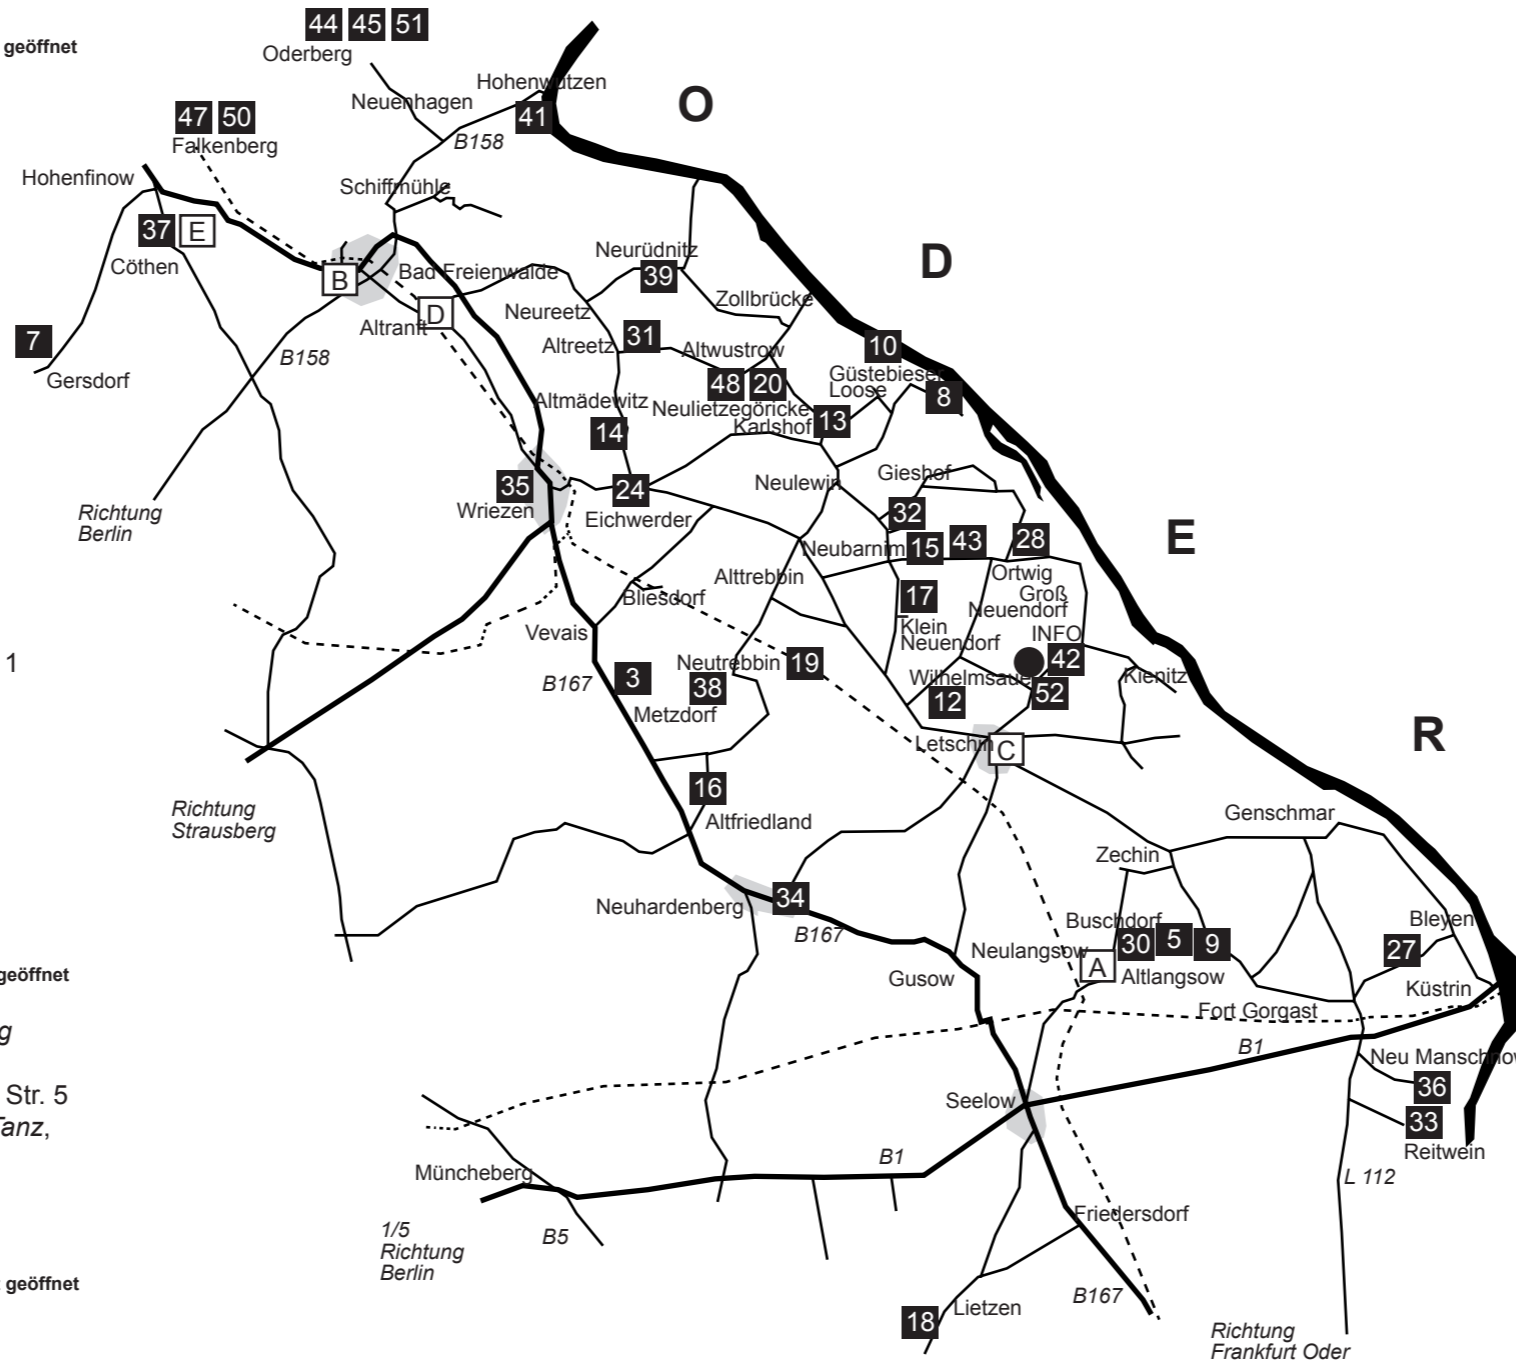 44 45 51
geöffnet
Oderberg
Hohenwutzen
O
Neuenhagen
41
47 50
B158
Falkenberg
Hohenfinow
Schiffmühle
37 E
Cöthen
Neurüdnitz
D
B
Bad Freienwalde
39
Zollbrücke
D
Neureetz
Altranft
7
31
Altreetz
Altwustrow
10
B158
Gersdorf
Güstebieser
Loose
48 20
8
Altmädewitz
Neulietzegöricke
Karlshof
13
14
Neulewin
Gieshof
35
24
Wriezen
Eichwerder
32
Richtung
Berlin
E
Neubarnim
15 43 28
Alttrebbin
Ortwig
Bliesdorf
17
Groß
Neuendorf
Klein
Neuendorf
Vevais
INFO
1
Neutrebbin
19
42
B167
3
38
Wilhelmsaue
Kienitz
12
52
Metzdorf
Letschin
C
R
16
Richtung
Strausberg
Altfriedland
Genschmar
Zechin
34
Neuhardenberg
B167
Buschdorf
Bleyen
Neulangsow
A
30 5 9
27
geöffnet
Gusow
Altlangsow
Küstrin
Fort Gorgast
g
B1
Neu Manschnow
Str. 5
Seelow
36
Tanz,
33
Reitwein
B1
Müncheberg
L 112
Friedersdorf
1/5
Richtung
Berlin
B5
geöffnet
B167
Lietzen
18
Richtung
Frankfurt Oder